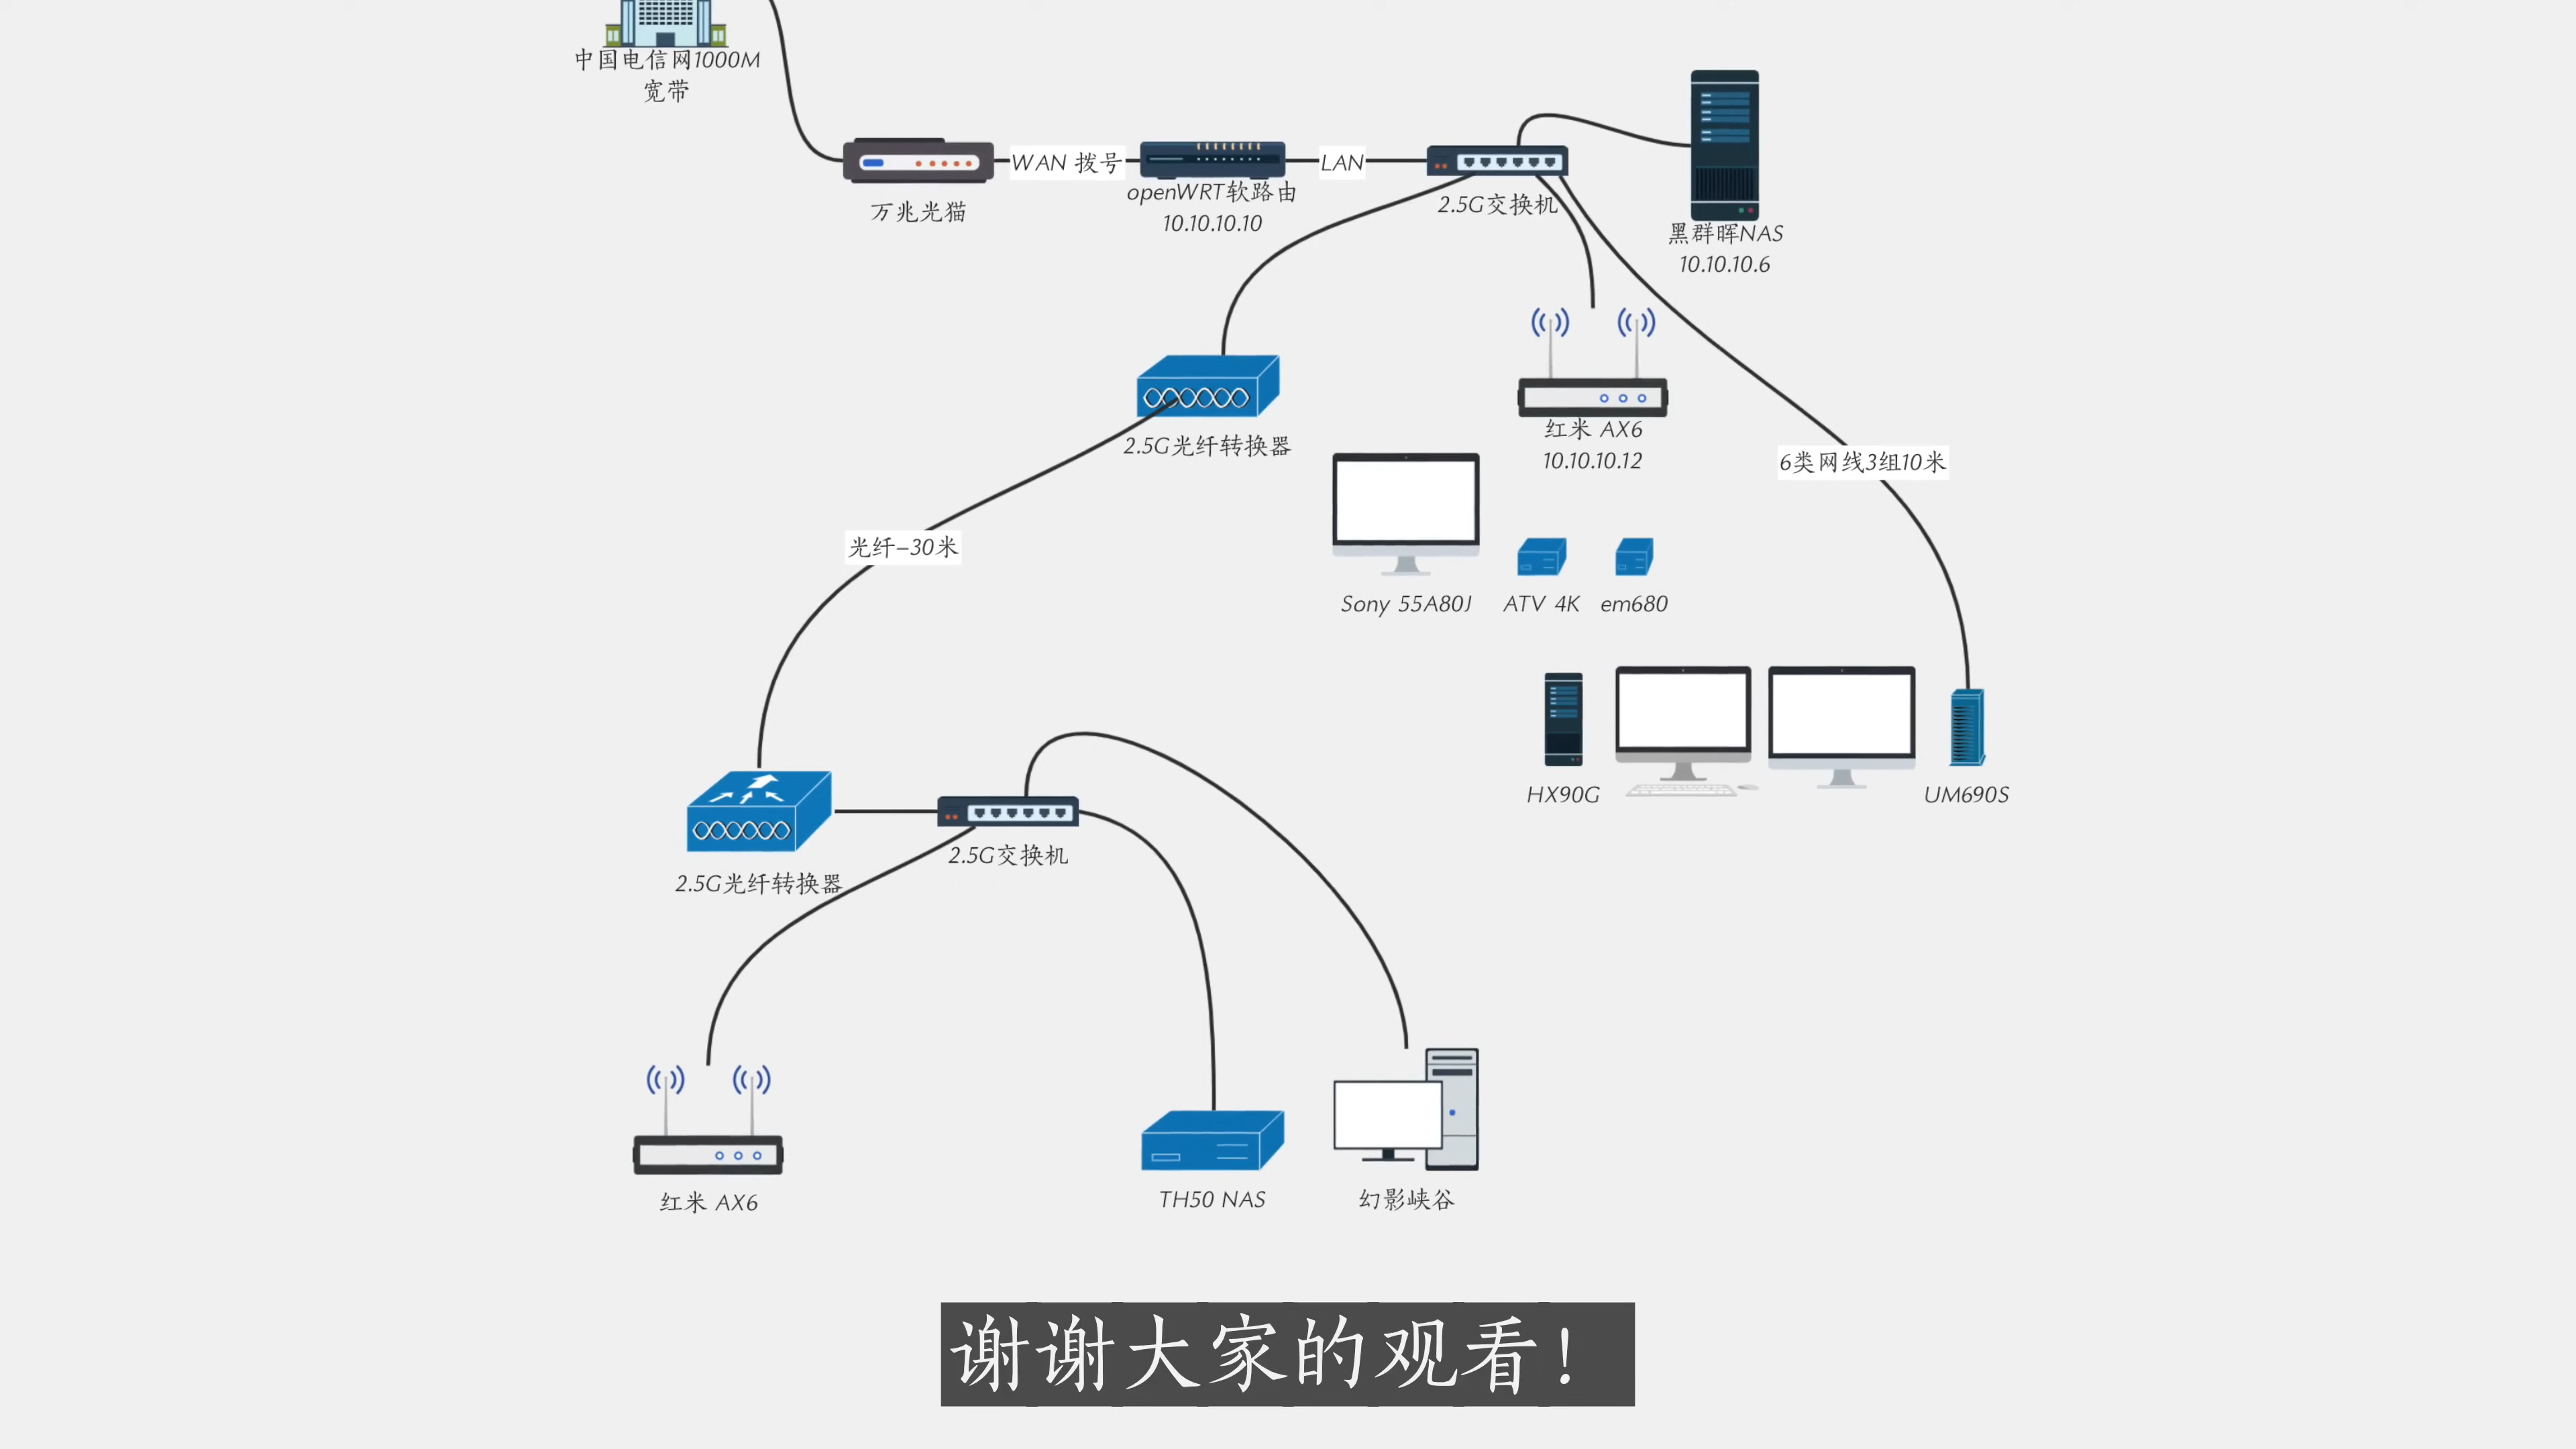 中国电信网1000M
宽带
万兆光猫
WAN 拨号
openWRT软路由
10.10.10.10
LAN
2.5G交换机
黑群晖NAS
10.10.10.6
2.5G光纤转换器
红米 AX6
10.10.10.12
6类网线3组10米
光纤-30米
Sony 55A80J
ATV 4K
em680
HX90G
UM690S
2.5G光纤转换器
2.5G交换机
红米 AX6
TH50 NAS
幻影峡谷
谢谢大家的观看！